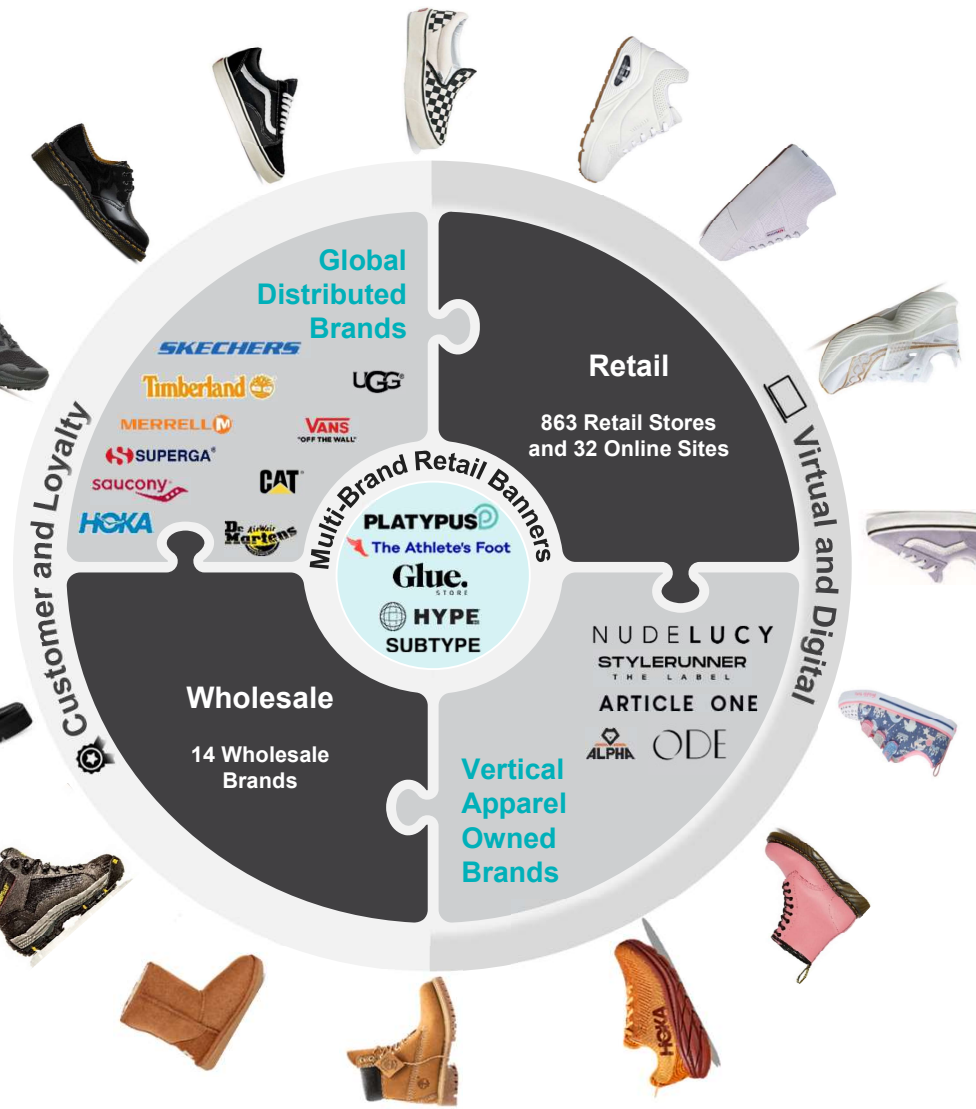 Global
Distributed
Brands
SKECHERS
Timberland
UGG®
MERRELL M
VANS
"OFF THE WALL"
SUPERGA®
saucony®
CAT
HOKA
Dr. AirWair
Martens
Retail
863 Retail Stores
and 32 Online Sites
Customer and Loyalty
Virtual and Digital
Multi-Brand Retail Banners
PLATYPUS
The Athlete's Foot
Glue.
STORE
HYPE
SUBTYPE
Wholesale
14 Wholesale
Brands
NUDE LUCY
STYLERUNNER
THE LABEL
ARTICLE ONE
ALPHA
ODE
Vertical
Apparel
Owned
Brands
HOKA